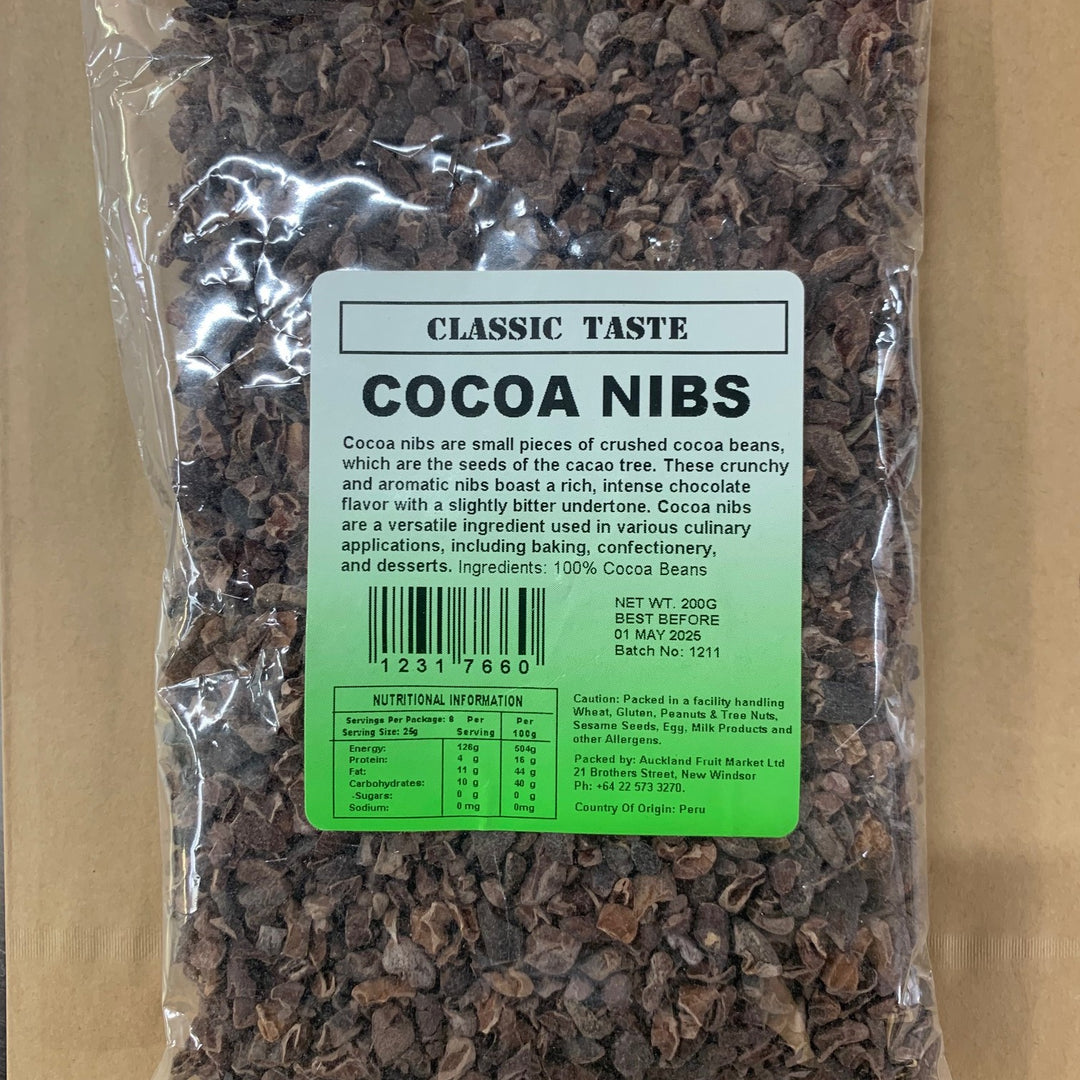 CLASSIC TASTE
COCOA NIBS
Cocoa nibs are small pieces of crushed cocoa beans,
which are the seeds of the cacao tree. These crunchy
and aromatic nibs boast a rich, intense chocolate
flavor with a slightly bitter undertone. Cocoa nibs
are a versatile ingredient used in various culinary
applications, including baking, confectionery,
and desserts. Ingredients: 100% Cocoa Beans
1231 7660
NET WT. 200G
BEST BEFORE
01 MAY 2025
Batch No: 1211
NUTRITIONAL INFORMATION
Servings Per Package: 8 Per Per
Serving Size: 25g Serving 100g
Energy: 126g 504g
Protein: 4 g 16 g
Fat: 11 g 44 g
Carbohydrates: 10 g 40 g
-Sugars: 0 g 0 g
Sodium: 0 mg 0mg
Caution: Packed in a facility handling
Wheat, Gluten, Peanuts & Tree Nuts,
Sesame Seeds, Egg, Milk Products and
other Allergens.
Packed by: Auckland Fruit Market Ltd
21 Brothers Street, New Windsor
Ph: +64 22 573 3270.
Country Of Origin: Peru